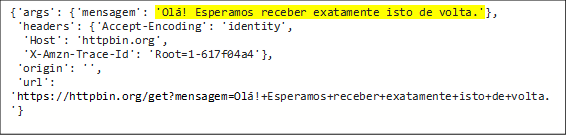 {'args': {'mensagem': 'Olá! Esperamos receber exatamente isto de volta.'},
'headers': {'Accept-Encoding': 'identity',
'Host': 'httpbin.org',
'X-Amzn-Trace-Id': 'Root=1-617f04a4'},
'origin': '',
'url':
'https://httpbin.org/get?mensagem=Olá!+Esperamos+receber+exatamente+isto+de+volta.
'}